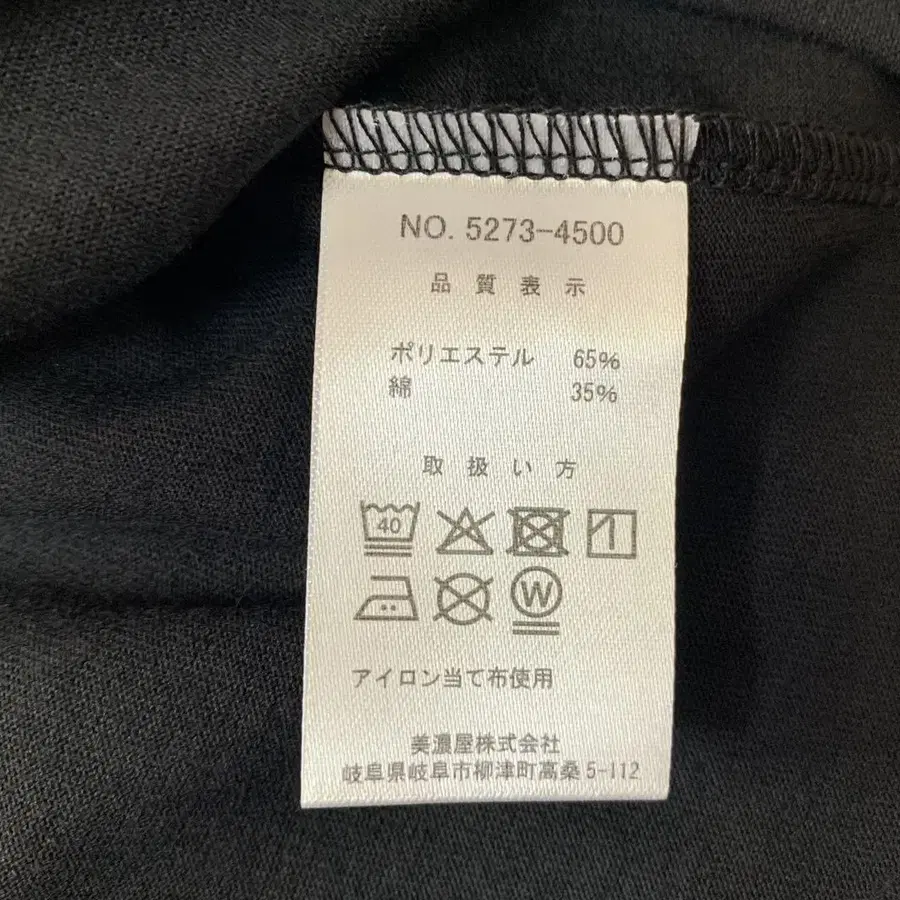 NO. 5273-4500
品質表示
ポリエステル 65%
綿 35%
取扱い方
40
W
アイロン当て布使用
美濃屋株式会社
岐阜県岐阜市柳津町高桑5-112